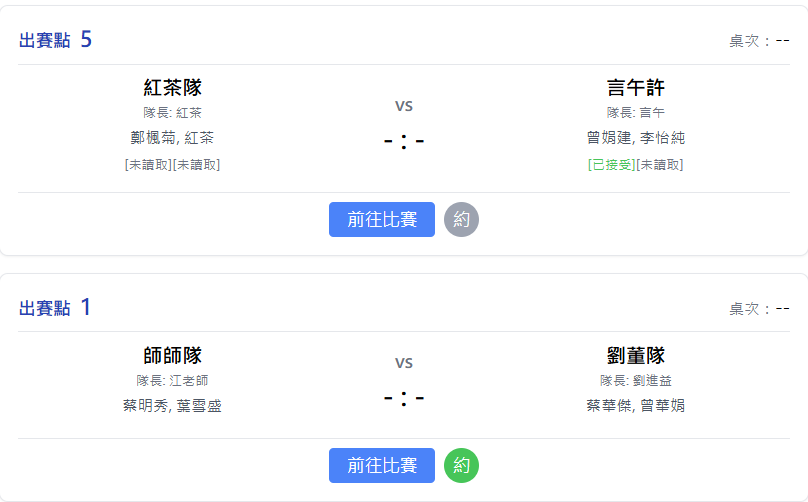 出賽點 5 桌次：--
紅茶隊 vs 言午許
隊長: 紅茶 隊長: 言午
鄭楓菊, 紅茶 - : - 曾娟建, 李怡純
[未讀取][未讀取] [已接受][未讀取]
前往比賽 約
出賽點 1 桌次：--
師師隊 vs 劉董隊
隊長: 江老師 隊長: 劉進益
蔡明秀, 葉雪盛 - : - 蔡華傑, 曾華娟
前往比賽 約